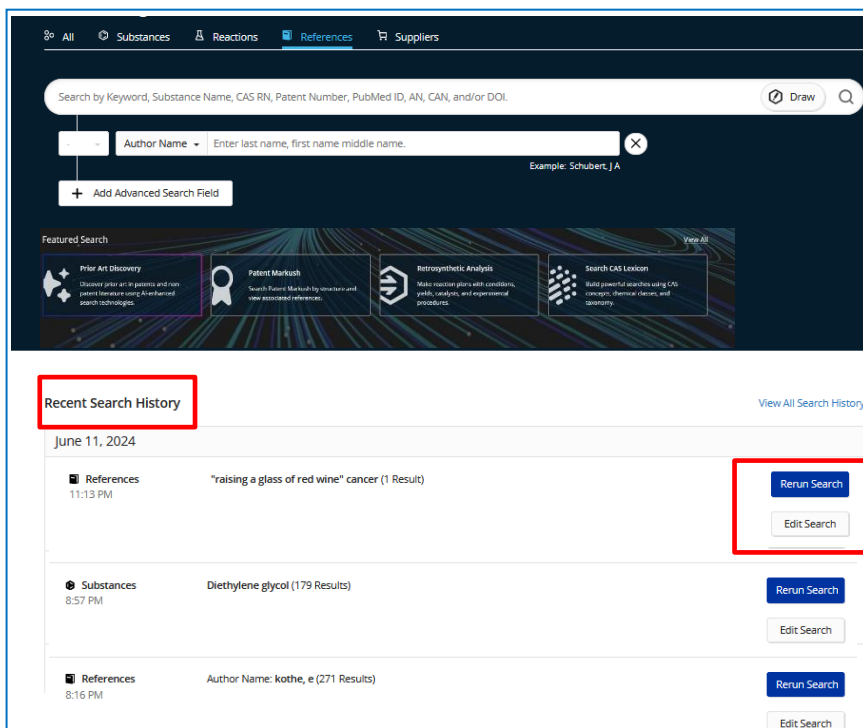 All Substances Reactions References Suppliers
Search by Keyword, Substance Name, CAS RN, Patent Number, PubMed ID, AN, CAN, and/or DOI. Draw
Author Name Enter last name, first name middle name.
Example: Schubert, J A
+ Add Advanced Search Field
Featured Search View All
Prior Art Discovery
Discover prior art in patents and non-
patent literature using AI-enhanced
search technologies.
Patent Markush
Search Patent Markush by structure and
view associated references.
Retrosynthetic Analysis
Make reaction plans with conditions,
yields, catalysts, and experimental
procedures.
Search CAS Lexicon
Build powerful searches using CAS
concepts, chemical classes, and
taxonomy.
Recent Search History View All Search History
June 11, 2024
References "raising a glass of red wine" cancer (1 Result) Rerun Search
11:13 PM
Edit Search
Substances Diethylene glycol (179 Results) Rerun Search
8:57 PM
Edit Search
References Author Name: kothe, e (271 Results) Rerun Search
8:16 PM
Edit Search